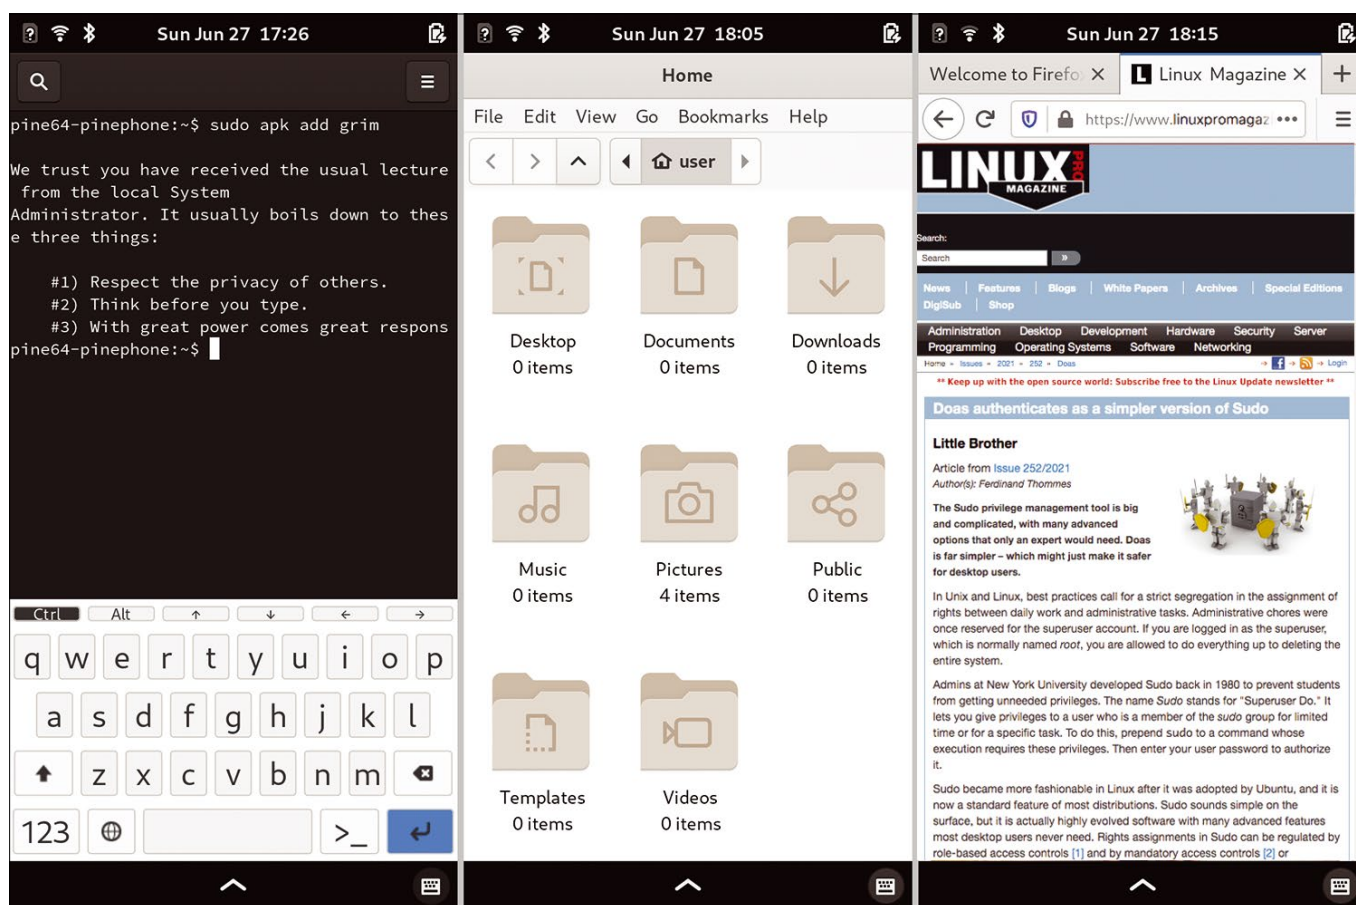 Sun Jun 27 17:26
pine64-pinephone:~$ sudo apk add grim
We trust you have received the usual lecture
from the local System
Administrator. It usually boils down to thes
e three things:
#1) Respect the privacy of others.
#2) Think before you type.
#3) With great power comes great respons
pine64-pinephone:~$
Ctrl Alt ↑ ↓ ← →
q w e r t y u i o p
a s d f g h j k l
z x c v b n m
123 >_
Sun Jun 27 18:05
Home
File Edit View Go Bookmarks Help
user
Desktop Documents Downloads
0 items 0 items 0 items
Music Pictures Public
0 items 4 items 0 items
Templates Videos
0 items 0 items
Sun Jun 27 18:15
Welcome to Firefo × L Linux Magazine × +
https://www.linuxpromagaz •••
LINUX PRO
MAGAZINE
Search:
Search »
News | Features | Blogs | White Papers | Archives | Special Editions
DigiSub | Shop
Administration Desktop Development Hardware Security Server
Programming Operating Systems Software Networking
Home » Issues » 2021 » 252 » Doas → f → → Login
** Keep up with the open source world: Subscribe free to the Linux Update newsletter **
Doas authenticates as a simpler version of Sudo
Little Brother
Article from Issue 252/2021
Author(s): Ferdinand Thommes
The Sudo privilege management tool is big
and complicated, with many advanced
options that only an expert would need. Doas
is far simpler – which might just make it safer
for desktop users.
In Unix and Linux, best practices call for a strict segregation in the assignment of
rights between daily work and administrative tasks. Administrative chores were
once reserved for the superuser account. If you are logged in as the superuser,
which is normally named root, you are allowed to do everything up to deleting the
entire system.
Admins at New York University developed Sudo back in 1980 to prevent students
from getting unneeded privileges. The name Sudo stands for "Superuser Do." It
lets you give privileges to a user who is a member of the sudo group for limited
time or for a specific task. To do this, prepend sudo to a command whose
execution requires these privileges. Then enter your user password to authorize
it.
Sudo became more fashionable in Linux after it was adopted by Ubuntu, and it is
now a standard feature of most distributions. Sudo sounds simple on the
surface, but it is actually highly evolved software with many advanced features
most desktop users never need. Rights assignments in Sudo can be regulated by
role-based access controls [1] and by mandatory access controls [2] or